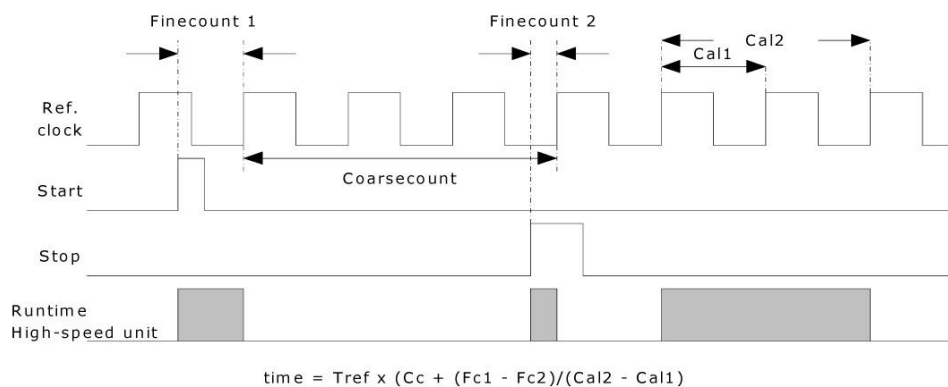 Finecount 1
Finecount 2
Cal2
Cal1
Ref.
clock
Coarsecount
Start
Stop
Runtime
High-speed unit
time = Tref x (Cc + (Fc1 - Fc2)/(Cal2 - Cal1)